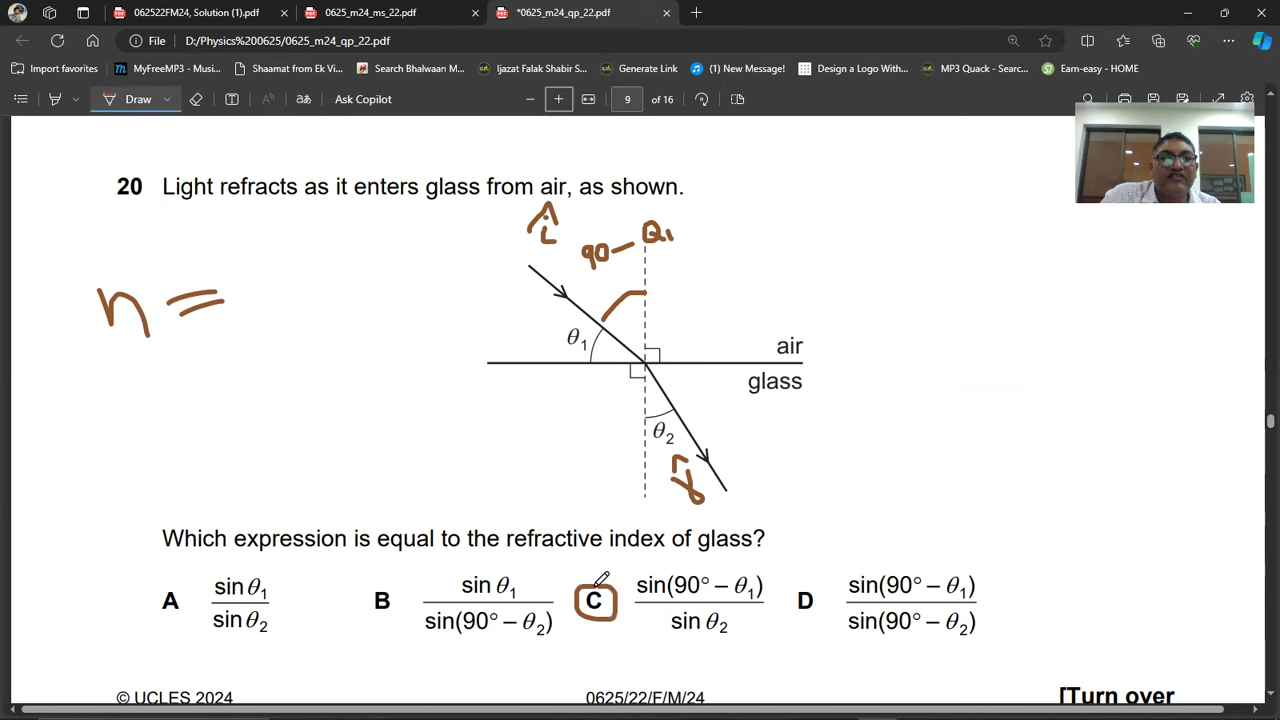 062522FM24, Solution (1).pdf
0625_m24_ms_22.pdf
*0625_m24_qp_22.pdf
File
D:/Physics%200625/0625_m24_qp_22.pdf
Import favorites
MyFreeMP3 - Musi...
Shaamat from Ek Vi...
Search Bhalwaan M...
Ijazat Falak Shabir S...
Generate Link
(1) New Message!
Design a Logo With...
MP3 Quack - Searc...
Earn-easy - CHOME
Draw
Ask Copilot
9 of 16
20 Light refracts as it enters glass from air, as shown.
i
90 – θ1
n =
θ1
air
glass
θ2
r
Which expression is equal to the refractive index of glass?
A sin θ1 / sin θ2 B sin θ1 / sin(90° – θ2) C sin(90° – θ1) / sin θ2 D sin(90° – θ1) / sin(90° – θ2)
© UCLES 2024 0625/22/F/M/24 [Turn over